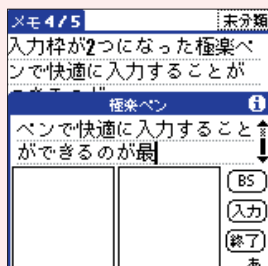 メモ 4 / 5 未分類
入力枠が2つになった極楽ペ
ンで快適に入力することが
極楽ペン
ペンで快適に入力すること
ができるのが最
BS
入力
終了
あ